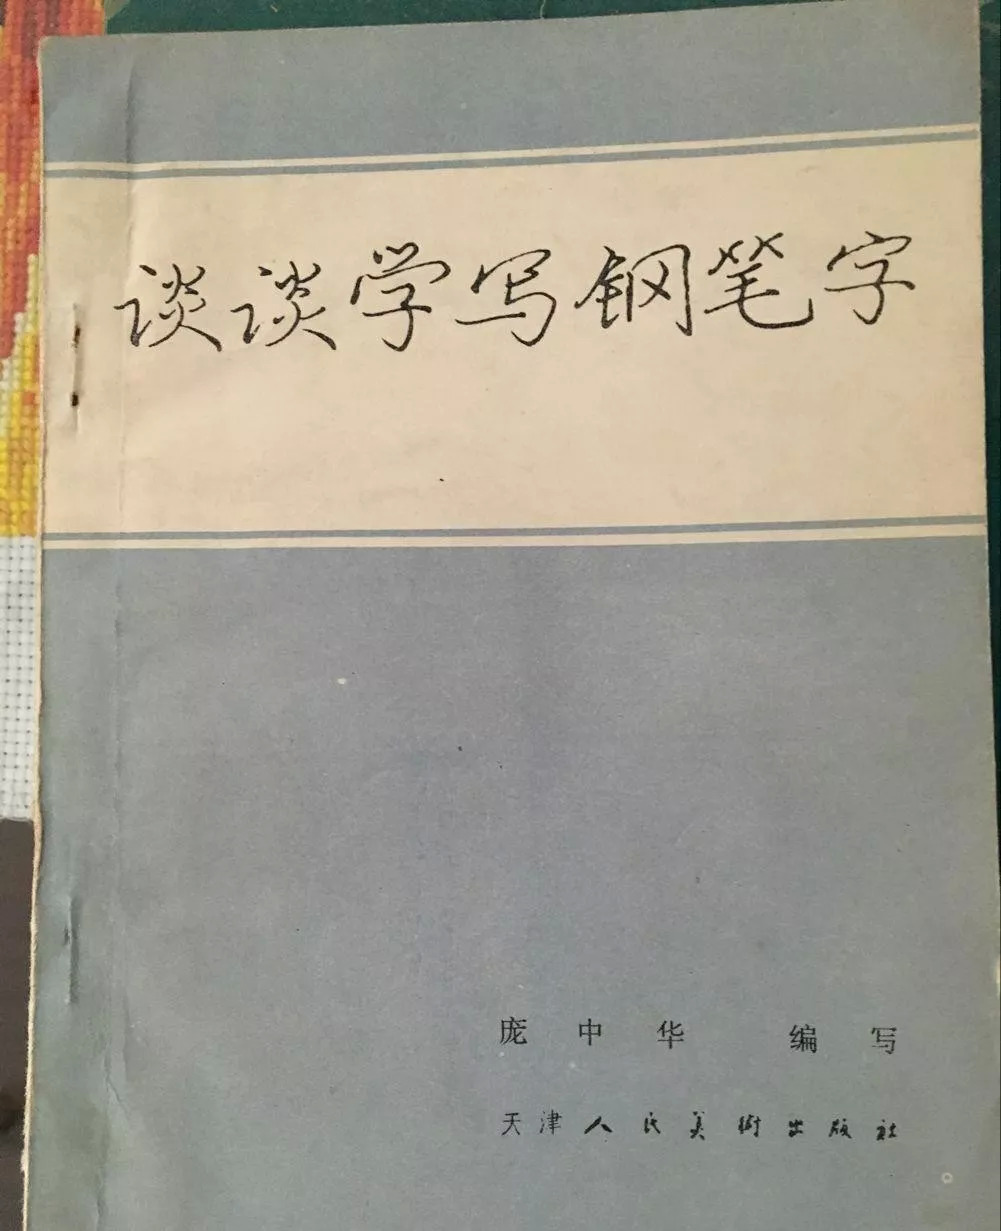 谈谈学写钢笔字
庞中华 编写
天津人民美術出版社